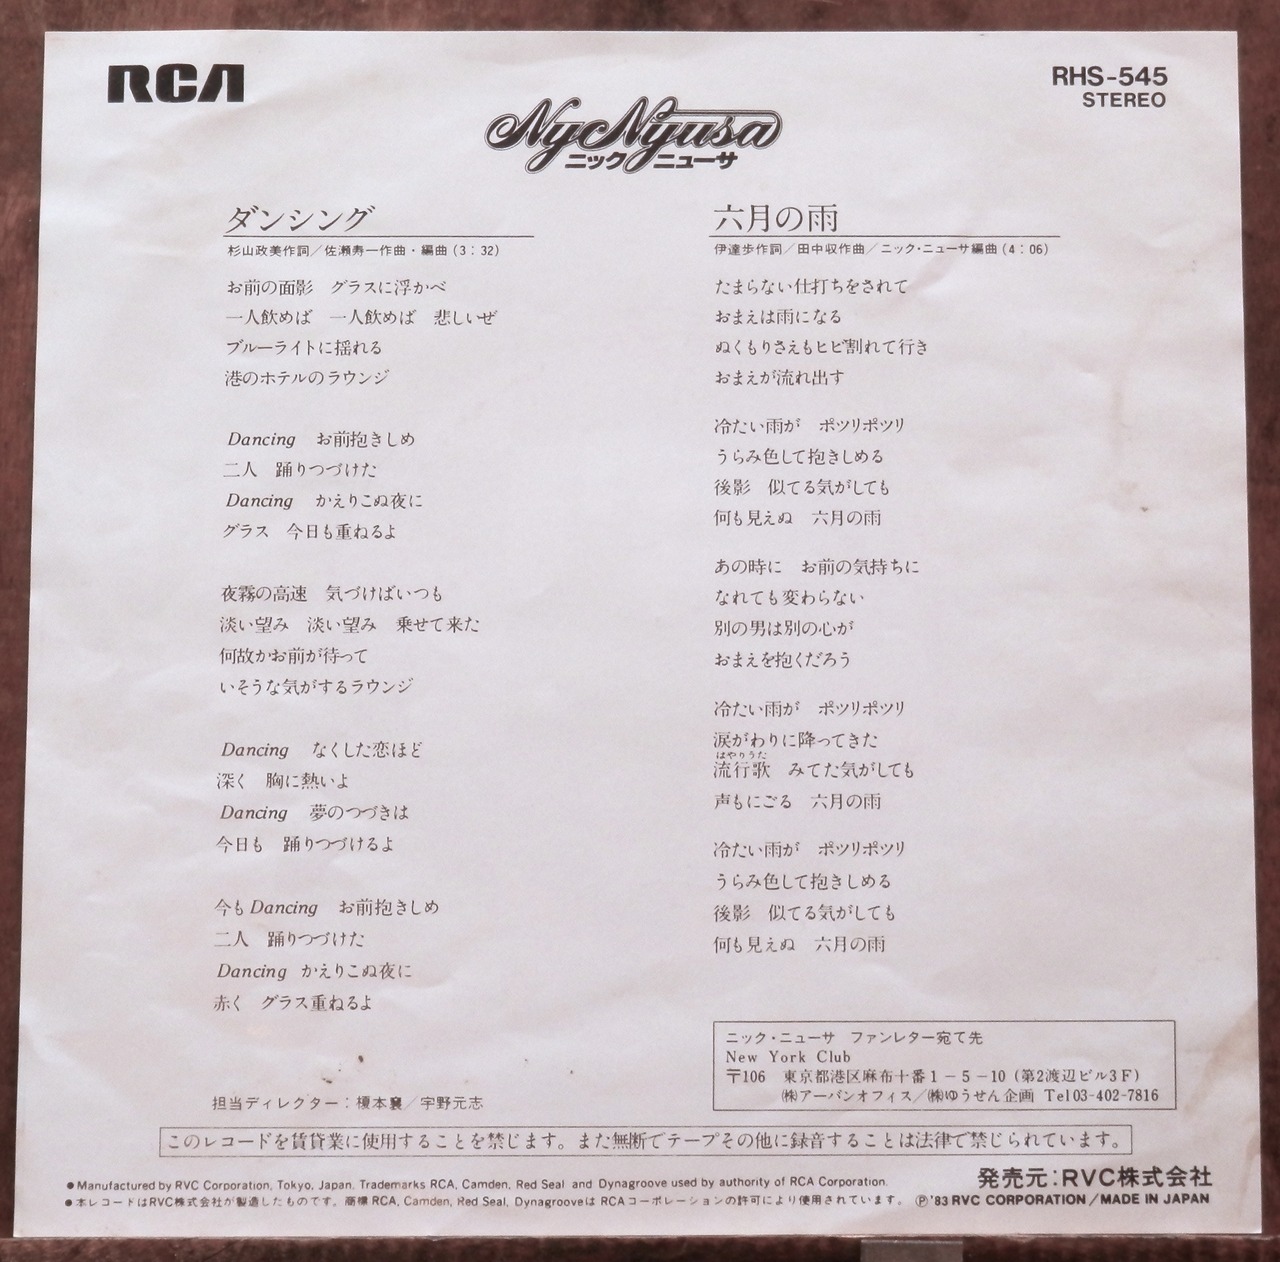 RCA
RHS-545
STEREO
NycNyusa
ニックニューサ
ダンシング
杉山政美作詞／佐瀬寿一作曲・編曲(3：32)
お前の面影　グラスに浮かべ
一人飲めば　一人飲めば　悲しいぜ
ブルーライトに揺れる
港のホテルのラウンジ
Dancing　お前抱きしめ
二人　踊りつづけた
Dancing　かえりこぬ夜に
グラス　今日も重ねるよ
夜霧の高速　気づけばいつも
淡い望み　淡い望み　乗せて来た
何故かお前が待って
いそうな気がするラウンジ
Dancing　なくした恋ほど
深く　胸に熱いよ
Dancing　夢のつづきは
今日も　踊りつづけるよ
今もDancing　お前抱きしめ
二人　踊りつづけた
Dancing　かえりこぬ夜に
赤く　グラス重ねるよ
担当ディレクター：榎本襄／宇野元志
六月の雨
伊達歩作詞／田中収作曲／ニック・ニューサ編曲(4：06)
たまらない仕打ちをされて
おまえは雨になる
ぬくもりさえもヒビ割れて行き
おまえが流れ出す
冷たい雨が　ポツリポツリ
うらみ色して抱きしめる
後影　似てる気がしても
何も見えぬ　六月の雨
あの時に　お前の気持ちに
なれても変わらない
別の男は別の心が
おまえを抱くだろう
冷たい雨が　ポツリポツリ
涙がわりに降ってきた
はやりうた
流行歌　みてた気がしても
声もにごる　六月の雨
冷たい雨が　ポツリポツリ
うらみ色して抱きしめる
後影　似てる気がしても
何も見えぬ　六月の雨
ニック・ニューサ　ファンレター宛て先
New York Club
〒106　東京都港区麻布十番1－5－10(第2渡辺ビル3F)
㈱アーバンオフィス／㈱ゆうせん企画 Tel03-402-7816
このレコードを賃貸業に使用することを禁じます。また無断でテープその他に録音することは法律で禁じられています。
●Manufactured by RVC Corporation, Tokyo, Japan. Trademarks RCA, Camden, Red Seal and Dynagroove used by authority of RCA Corporation.
●本レコードはRVC株式会社が製造したものです。商標RCA, Camden, Red Seal, DynagrooveはRCAコーポレーションの許可により使用されています。
発売元：RVC株式会社
Ⓟ'83 RVC CORPORATION／MADE IN JAPAN